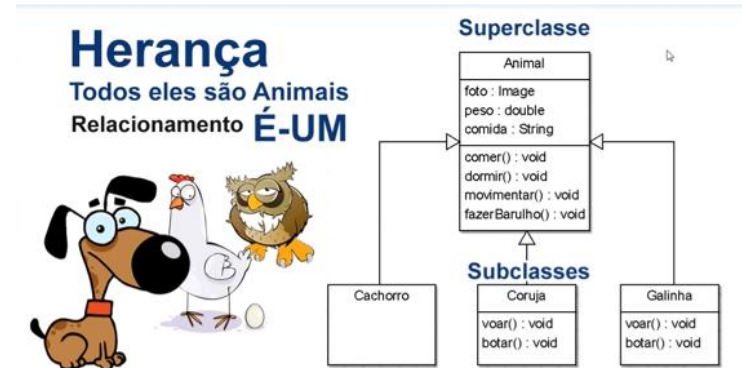 Herança
Todos eles são Animais
Relacionamento É-UM
Superclasse
Animal
foto : Image
peso : double
comida : String
comer() : void
dormir() : void
movimentar() : void
fazerBarulho() : void
Subclasses
Cachorro
Coruja
voar() : void
botar() : void
Galinha
voar() : void
botar() : void